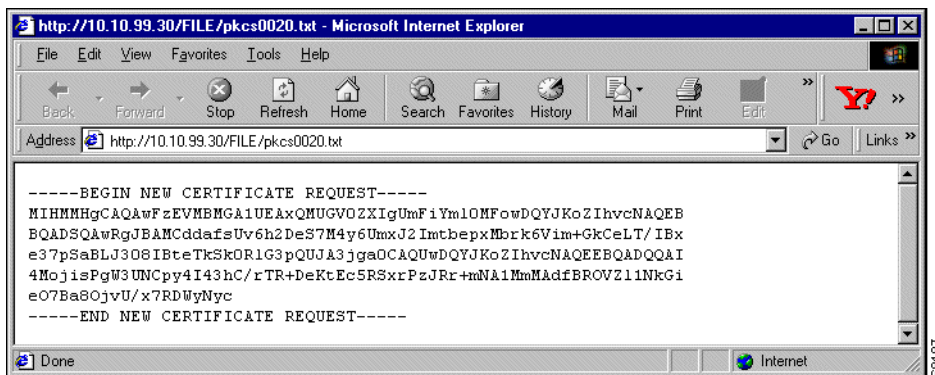 http://10.10.99.30/FILE/pkcs0020.txt - Microsoft Internet Explorer
File Edit View Favorites Tools Help
Back Forward Stop Refresh Home Search Favorites History Mail Print Edit » Y! »
Address http://10.10.99.30/FILE/pkcs0020.txt Go Links »
-----BEGIN NEW CERTIFICATE REQUEST-----
MIHMMHgCAQAwFzEVMBMGA1UEAxQMUGV0ZXIgUmFiYml0MFowDQYJKoZIhvcNAQEB
BQADSQAwRgJBAMCddafsUv6h2DeS7M4y6UmxJ2ImtbepxMbrk6Vim+GkCeLT/IBx
e37pSaBLJ3O8IBteTkSkORlG3pQUJA3jgaOCAQUwDQYJKoZIhvcNAQEEBQADQQAI
4MojisPgW3UNCpy4I43hC/rTR+DeKtEc5RSxrPzJRr+mNA1MmMAdfBROVZl1NkGi
eO7Ba8OjvU/x7RDWyNyc
-----END NEW CERTIFICATE REQUEST-----
Done Internet